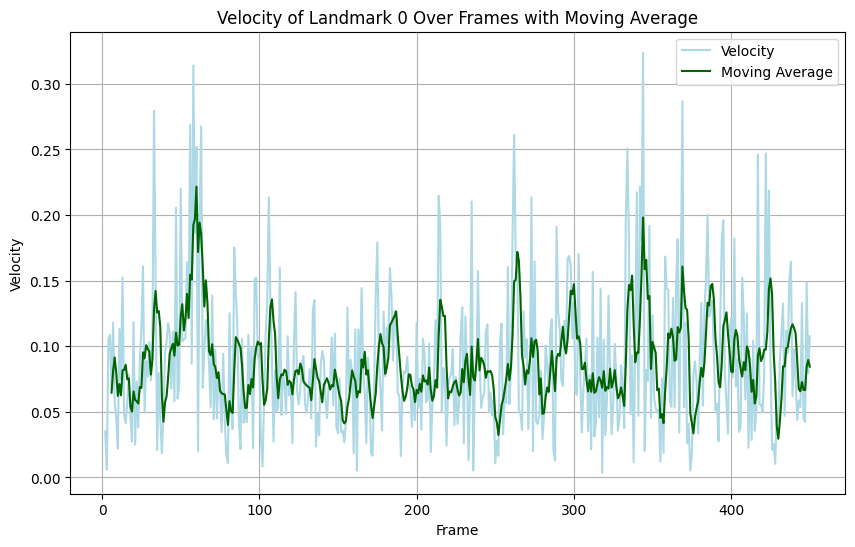 Velocity of Landmark 0 Over Frames with Moving Average
Velocity
Moving Average
0.30
0.25
0.20
0.15
0.10
0.05
0.00
Velocity
0
100
200
300
400
Frame